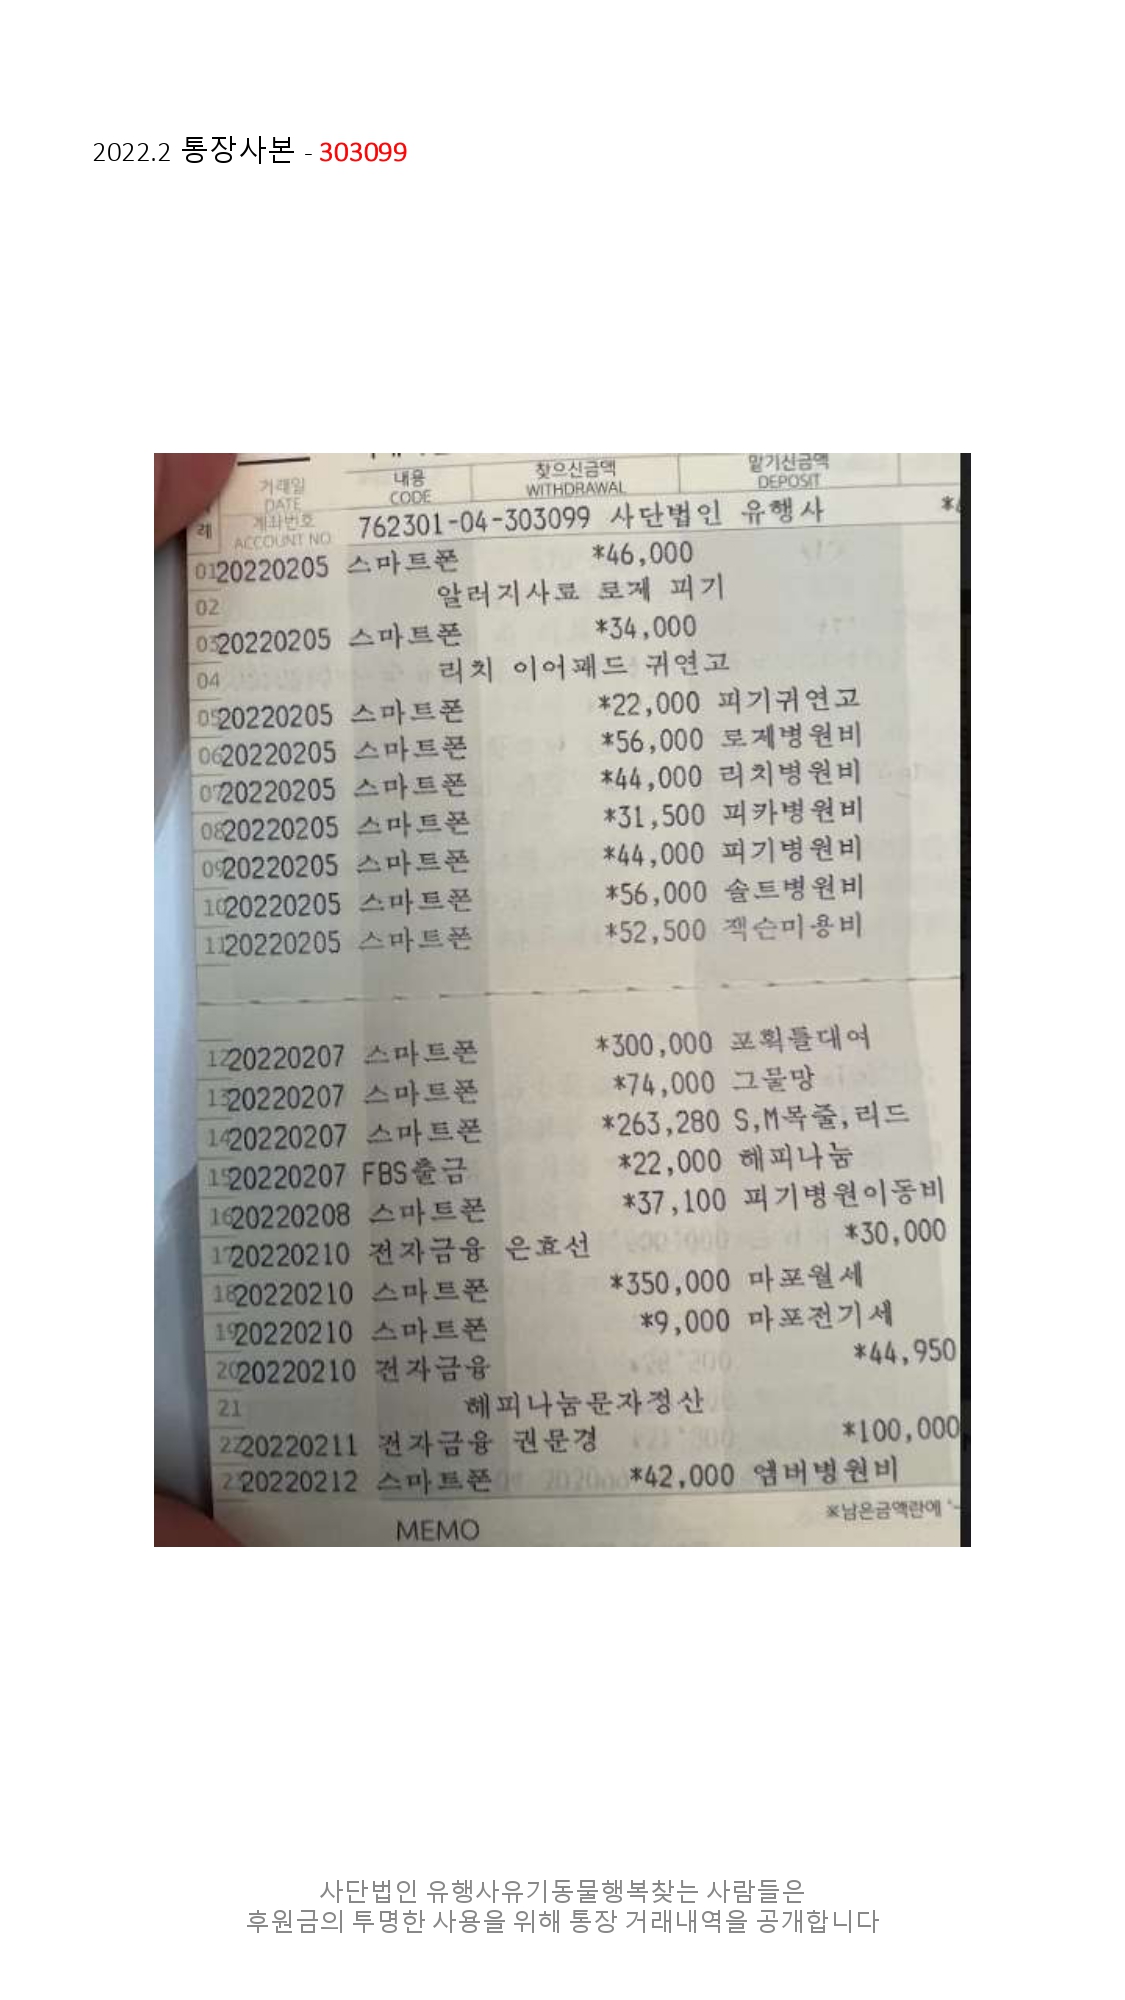 2022.2 통장사본 - 303099
거래일 내용 찾으신금액 맡기신금액
DATE CODE WITHDRAWAL DEPOSIT
례 계좌번호
ACCOUNT NO 762301-04-303099 사단법인 유행사
01 20220205 스마트폰 *46,000
02 알러지사료 로제 피기
03 20220205 스마트폰 *34,000
04 리치 이어패드 귀연고
05 20220205 스마트폰 *22,000 피기귀연고
06 20220205 스마트폰 *56,000 로제병원비
07 20220205 스마트폰 *44,000 리치병원비
08 20220205 스마트폰 *31,500 피카병원비
09 20220205 스마트폰 *44,000 피기병원비
10 20220205 스마트폰 *56,000 솔트병원비
11 20220205 스마트폰 *52,500 잭슨미용비
12 20220207 스마트폰 *300,000 포획틀대여
13 20220207 스마트폰 *74,000 그물망
14 20220207 스마트폰 *263,280 S,M목줄,리드
15 20220207 FBS출금 *22,000 해피나눔
16 20220208 스마트폰 *37,100 피기병원이동비
17 20220210 전자금융 은효선 *30,000
18 20220210 스마트폰 *350,000 마포월세
19 20220210 스마트폰 *9,000 마포전기세
20 20220210 전자금융 *44,950
21 해피나눔문자정산
22 20220211 전자금융 권문경 *100,000
23 20220212 스마트폰 *42,000 엠버병원비
※남은금액란에
MEMO
사단법인 유행사유기동물행복찾는 사람들은
후원금의 투명한 사용을 위해 통장 거래내역을 공개합니다